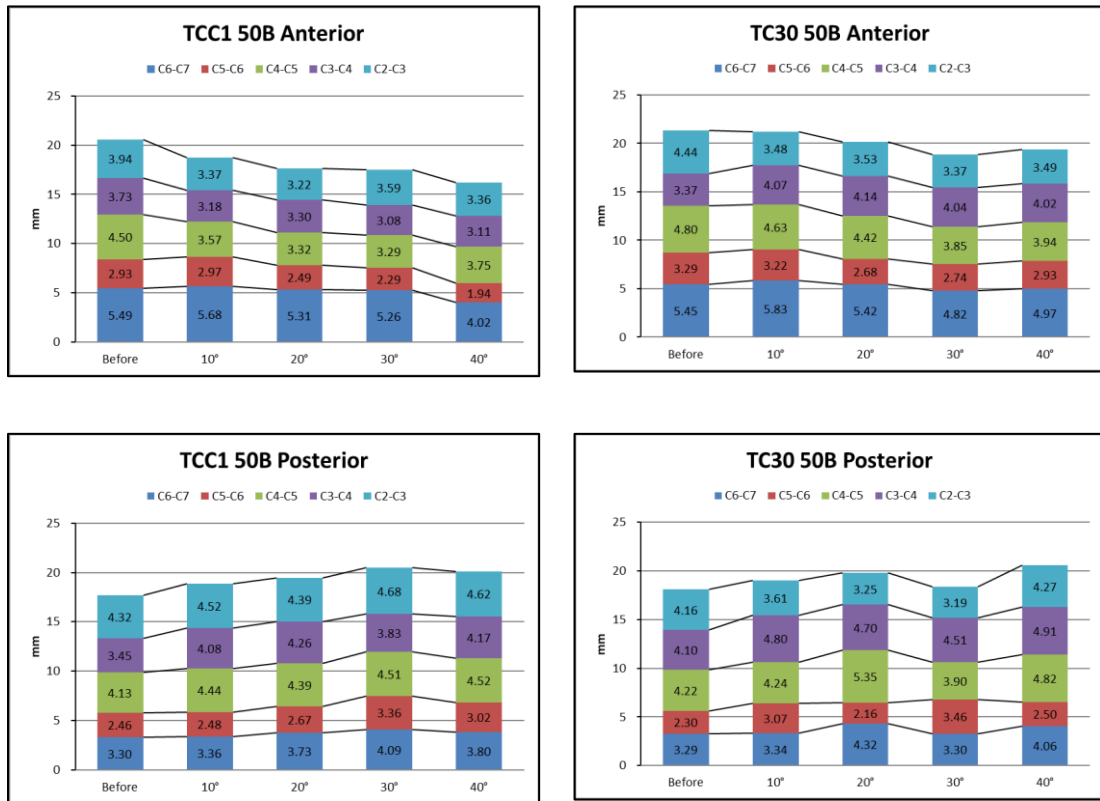 TCC1 50B Anterior
C6-C7 C5-C6 C4-C5 C3-C4 C2-C3
25
20
15
10
5
0
mm
3.94 3.37 3.22 3.59 3.36
3.73 3.18 3.30 3.08 3.11
4.50 3.57 3.32 3.29 3.75
2.93 2.97 2.49 2.29 1.94
5.49 5.68 5.31 5.26 4.02
Before 10° 20° 30° 40°
TC30 50B Anterior
C6-C7 C5-C6 C4-C5 C3-C4 C2-C3
25
20
15
10
5
0
mm
4.44 3.48 3.53 3.37 3.49
3.37 4.07 4.14 4.04 4.02
4.80 4.63 4.42 3.85 3.94
3.29 3.22 2.68 2.74 2.93
5.45 5.83 5.42 4.82 4.97
Before 10° 20° 30° 40°
TCC1 50B Posterior
C6-C7 C5-C6 C4-C5 C3-C4 C2-C3
25
20
15
10
5
0
mm
4.32 4.52 4.39 4.68 4.62
3.45 4.08 4.26 3.83 4.17
4.13 4.44 4.39 4.51 4.52
2.46 2.48 2.67 3.36 3.02
3.30 3.36 3.73 4.09 3.80
Before 10° 20° 30° 40°
TC30 50B Posterior
C6-C7 C5-C6 C4-C5 C3-C4 C2-C3
25
20
15
10
5
0
mm
4.16 3.61 3.25 3.19 4.27
4.10 4.80 4.70 4.51 4.91
4.22 4.24 5.35 3.90 4.82
2.30 3.07 2.16 3.46 2.50
3.29 3.34 4.32 3.30 4.06
Before 10° 20° 30° 40°